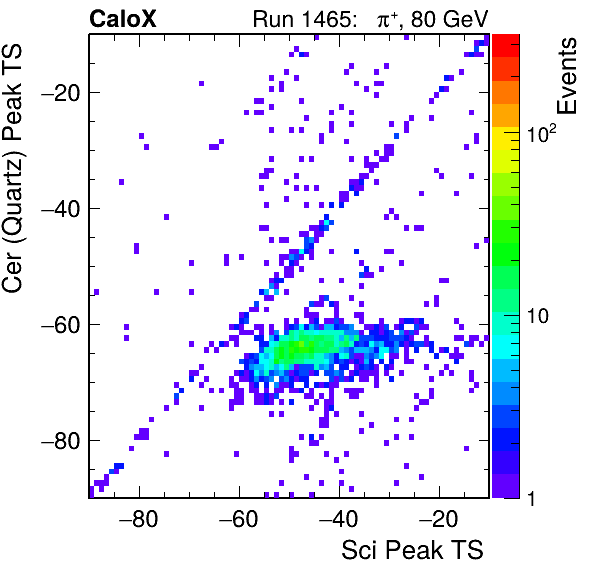 CaloX Run 1465: π⁺, 80 GeV
Cer (Quartz) Peak TS
−20
−40
−60
−80
−80 −60 −40 −20
Sci Peak TS
Events
10²
10
1